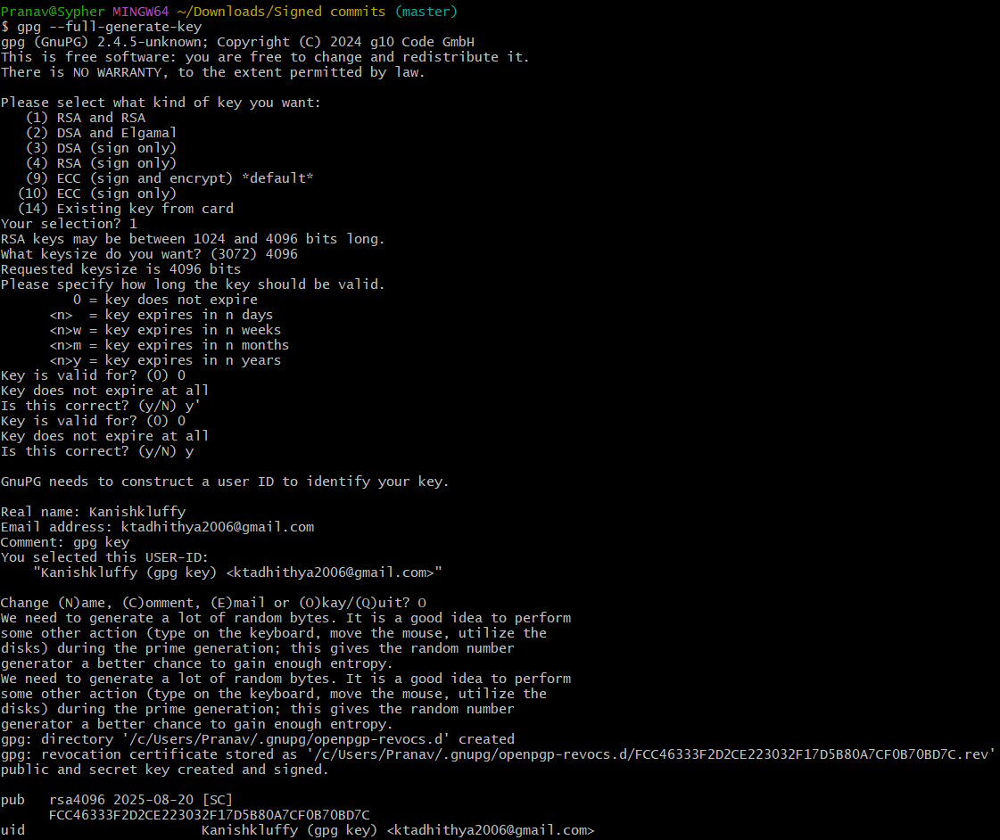 Pranav@Sypher MINGW64 ~/Downloads/Signed commits (master)
$ gpg --full-generate-key
gpg (GnuPG) 2.4.5-unknown; Copyright (C) 2024 g10 Code GmbH
This is free software: you are free to change and redistribute it.
There is NO WARRANTY, to the extent permitted by law.

Please select what kind of key you want:
   (1) RSA and RSA
   (2) DSA and Elgamal
   (3) DSA (sign only)
   (4) RSA (sign only)
   (9) ECC (sign and encrypt) *default*
  (10) ECC (sign only)
  (14) Existing key from card
Your selection? 1
RSA keys may be between 1024 and 4096 bits long.
What keysize do you want? (3072) 4096
Requested keysize is 4096 bits
Please specify how long the key should be valid.
         0 = key does not expire
      <n>  = key expires in n days
      <n>w = key expires in n weeks
      <n>m = key expires in n months
      <n>y = key expires in n years
Key is valid for? (0) 0
Key does not expire at all
Is this correct? (y/N) y'
Key is valid for? (0) 0
Key does not expire at all
Is this correct? (y/N) y

GnuPG needs to construct a user ID to identify your key.

Real name: Kanishkluffy
Email address: ktadhithya2006@gmail.com
Comment: gpg key
You selected this USER-ID:
    "Kanishkluffy (gpg key) <ktadhithya2006@gmail.com>"

Change (N)ame, (C)omment, (E)mail or (O)kay/(Q)uit? O
We need to generate a lot of random bytes. It is a good idea to perform
some other action (type on the keyboard, move the mouse, utilize the
disks) during the prime generation; this gives the random number
generator a better chance to gain enough entropy.
We need to generate a lot of random bytes. It is a good idea to perform
some other action (type on the keyboard, move the mouse, utilize the
disks) during the prime generation; this gives the random number
generator a better chance to gain enough entropy.
gpg: directory '/c/Users/Pranav/.gnupg/openpgp-revocs.d' created
gpg: revocation certificate stored as '/c/Users/Pranav/.gnupg/openpgp-revocs.d/FCC46333F2D2CE223032F17D5B80A7CF0B70BD7C.rev'
public and secret key created and signed.

pub   rsa4096 2025-08-20 [SC]
      FCC46333F2D2CE223032F17D5B80A7CF0B70BD7C
uid                      Kanishkluffy (gpg key) <ktadhithya2006@gmail.com>